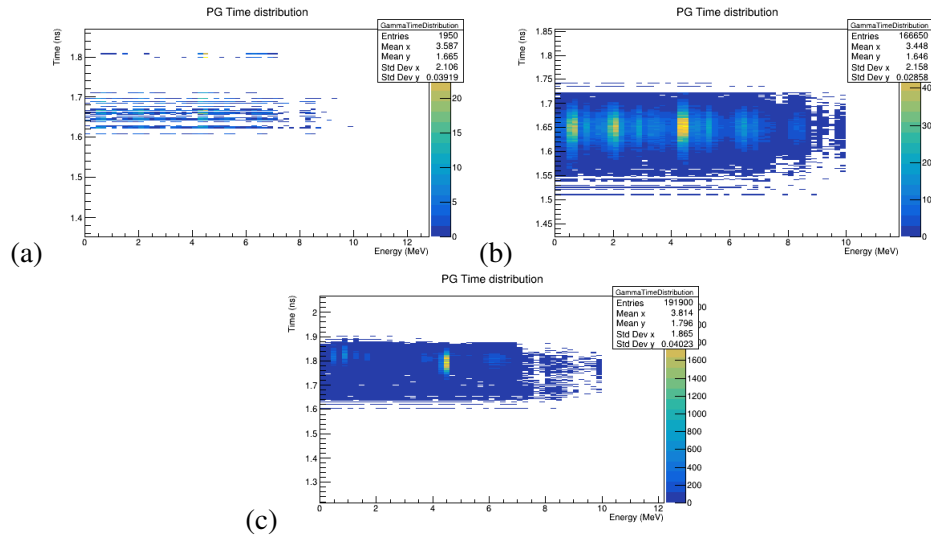 PG Time distribution
GammaTimeDistribution
Entries 1950
Mean x 3.587
Mean y 1.665
Std Dev x 2.106
Std Dev y 0.03919
Time (ns)
1.8
1.7
1.6
1.5
1.4
0 2 4 6 8 10 12
Energy (MeV)
20
15
10
5
0
(a)
PG Time distribution
GammaTimeDistribution
Entries 166650
Mean x 3.448
Mean y 1.646
Std Dev x 2.158
Std Dev y 0.02858
Time (ns)
1.85
1.8
1.75
1.7
1.65
1.6
1.55
1.5
1.45
0 2 4 6 8 10
Energy (MeV)
40
30
20
10
0
(b)
PG Time distribution
GammaTimeDistribution
Entries 191900
Mean x 3.814
Mean y 1.796
Std Dev x 1.865
Std Dev y 0.04023
Time (ns)
2
1.9
1.8
1.7
1.6
1.5
1.4
1.3
0 2 4 6 8 10 12
Energy (MeV)
1600
1400
1200
1000
800
600
400
200
0
(c)